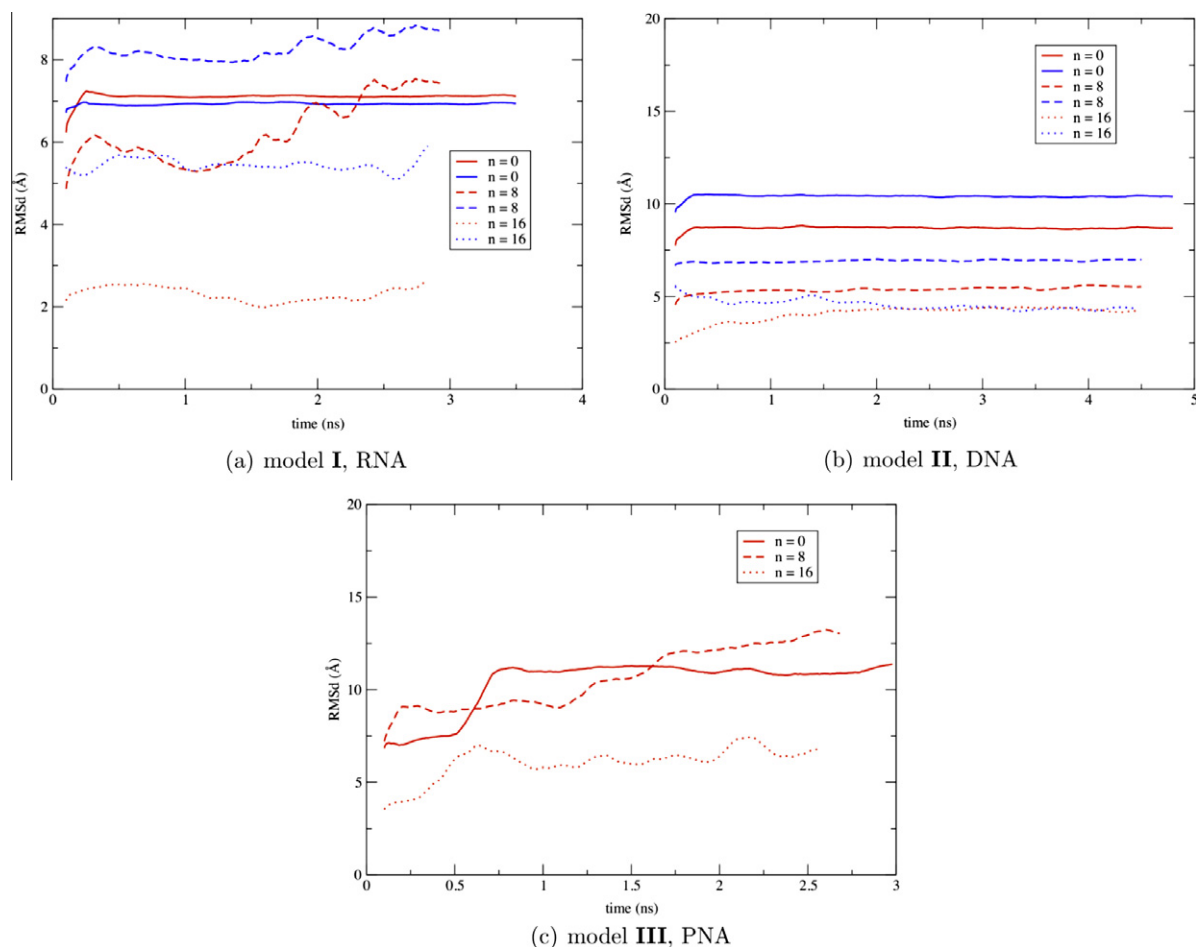 8
6
4
2
0
RMSd (Å)
n = 0
n = 0
n = 8
n = 8
n = 16
n = 16
0
1
2
3
4
time (ns)
(a) model I, RNA
20
15
10
5
0
RMSd (Å)
n = 0
n = 0
n = 8
n = 8
n = 16
n = 16
0
1
2
3
4
5
time (ns)
(b) model II, DNA
20
15
10
5
0
RMSd (Å)
n = 0
n = 8
n = 16
0
0.5
1
1.5
2
2.5
3
time (ns)
(c) model III, PNA